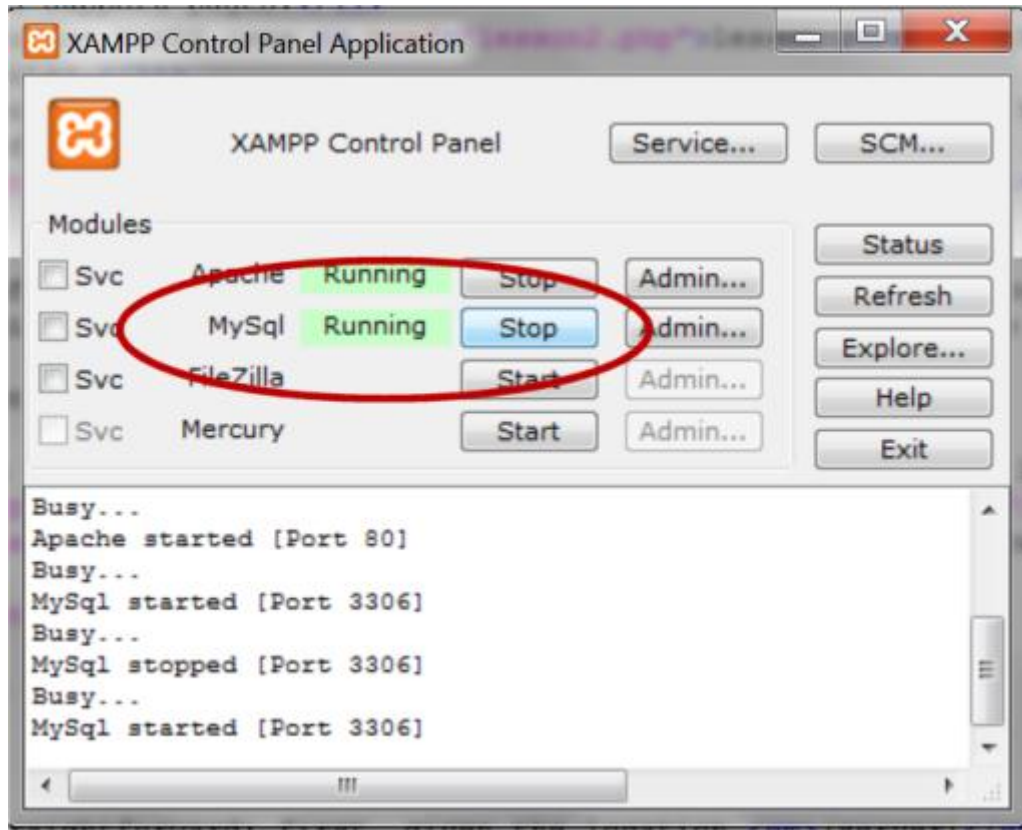 XAMPP Control Panel Application
XAMPP Control Panel
Service...
SCM...
Modules
Status
Svc Apache Running Stop Admin...
Refresh
Svc MySql Running Stop Admin...
Explore...
Svc FileZilla Start Admin...
Help
Svc Mercury Start Admin...
Exit
Busy...
Apache started [Port 80]
Busy...
MySql started [Port 3306]
Busy...
MySql stopped [Port 3306]
Busy...
MySql started [Port 3306]